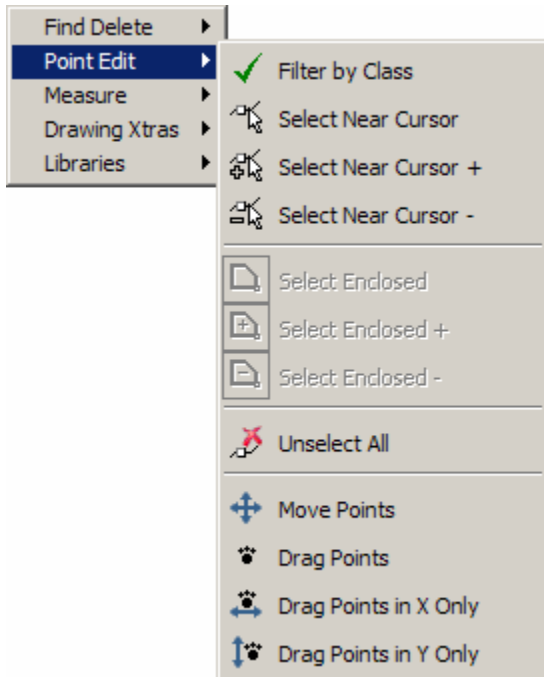 Find Delete
Point Edit
Measure
Drawing Xtras
Libraries
Filter by Class
Select Near Cursor
Select Near Cursor +
Select Near Cursor -
Select Enclosed
Select Enclosed +
Select Enclosed -
Unselect All
Move Points
Drag Points
Drag Points in X Only
Drag Points in Y Only